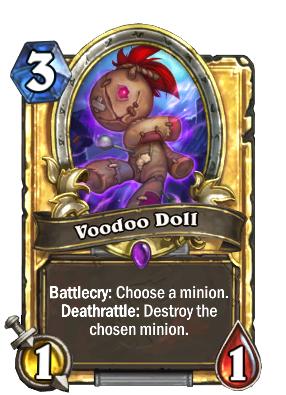 3
Voodoo Doll
Battlecry: Choose a minion.
Deathrattle: Destroy the
chosen minion.
1
1